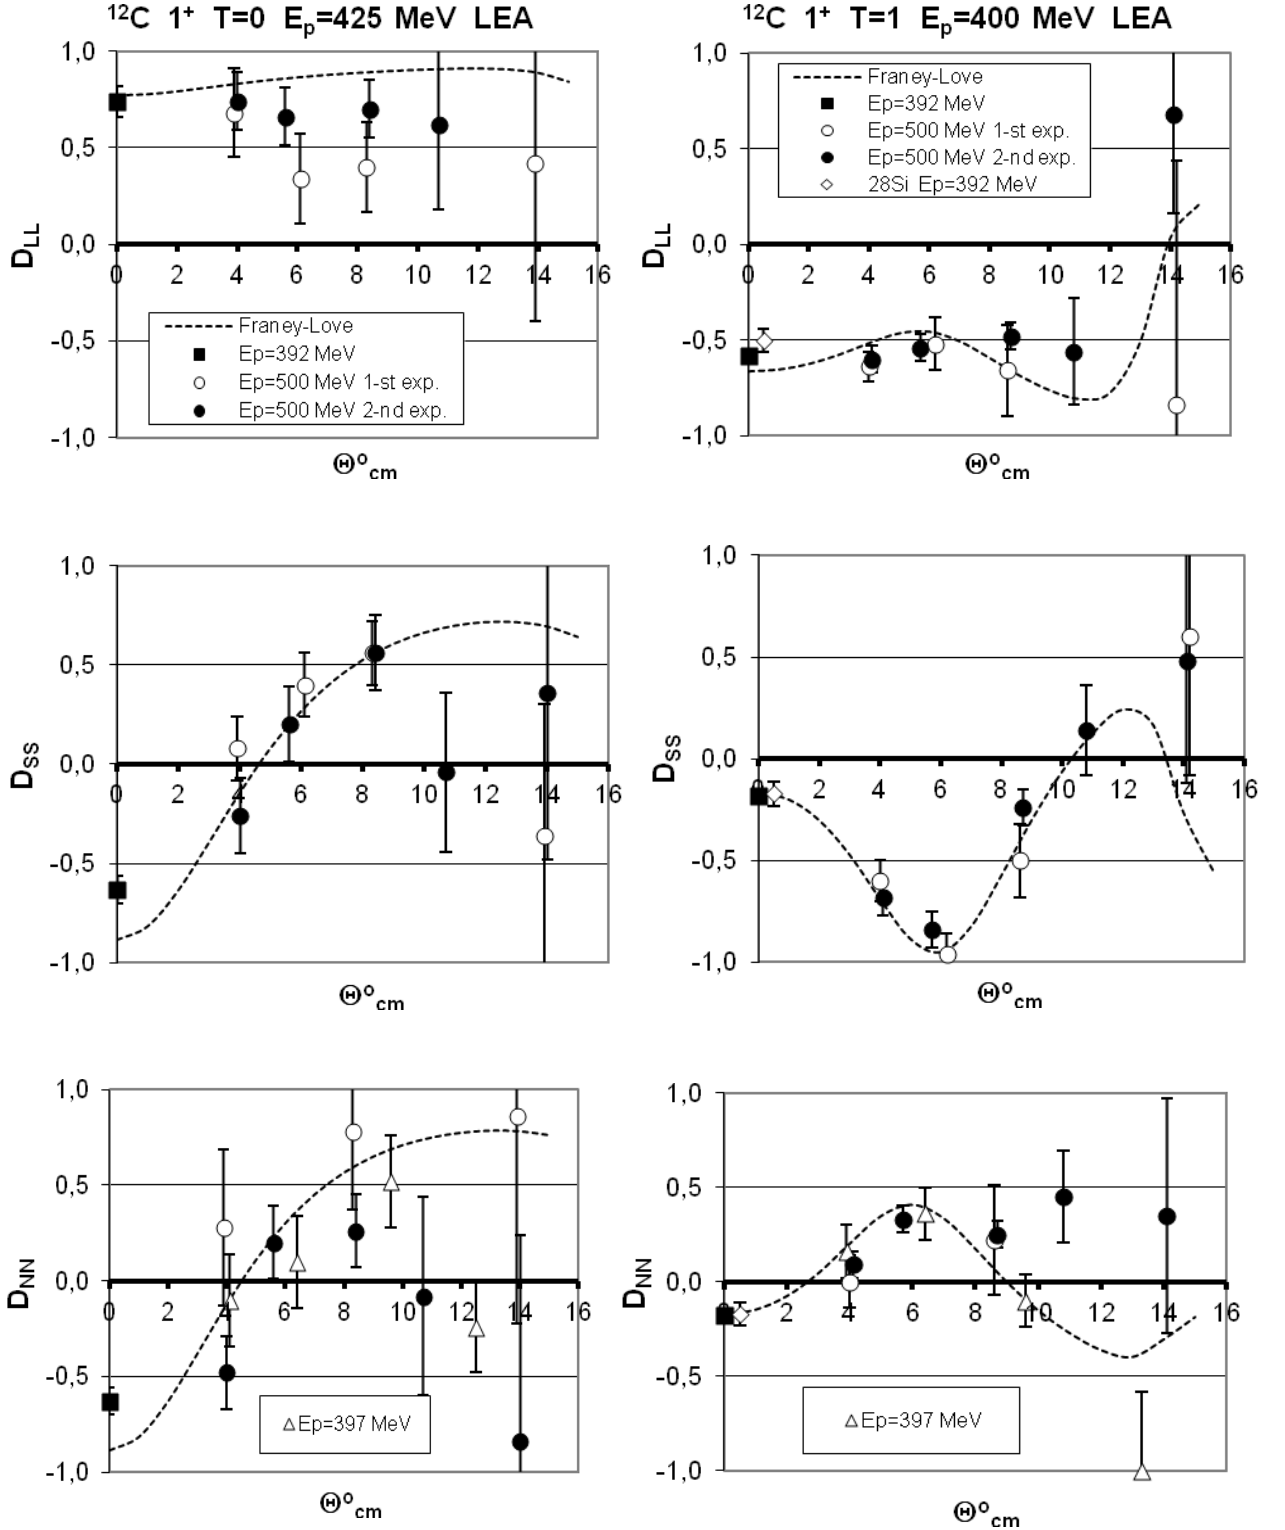 12C 1+ T=0 Ep=425 MeV LEA
1,0
0,5
0,0
-0,5
-1,0
DLL
0 2 4 6 8 10 12 14 16
Franey-Love
Ep=392 MeV
Ep=500 MeV 1-st exp.
Ep=500 MeV 2-nd exp.
Θ°cm
12C 1+ T=1 Ep=400 MeV LEA
1,0
0,5
0,0
-0,5
-1,0
DLL
Franey-Love
Ep=392 MeV
Ep=500 MeV 1-st exp.
Ep=500 MeV 2-nd exp.
28Si Ep=392 MeV
0 2 4 6 8 10 12 14 16
Θ°cm
1,0
0,5
0,0
-0,5
-1,0
DSS
0 2 4 6 8 10 12 14 16
Θ°cm
1,0
0,5
0,0
-0,5
-1,0
DSS
0 2 4 6 8 10 12 14 16
Θ°cm
1,0
0,5
0,0
-0,5
-1,0
DNN
0 2 4 6 8 10 12 14 16
Ep=397 MeV
Θ°cm
1,0
0,5
0,0
-0,5
-1,0
DNN
0 2 4 6 8 10 12 14 16
Ep=397 MeV
Θ°cm